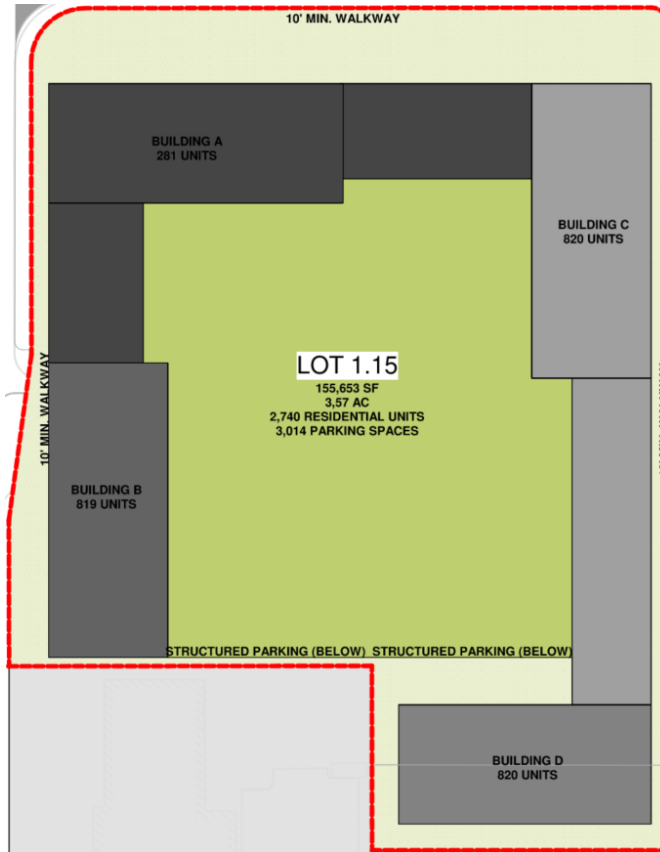 10' MIN. WALKWAY
BUILDING A
281 UNITS
BUILDING C
820 UNITS
LOT 1.15
155,653 SF
3,57 AC
2,740 RESIDENTIAL UNITS
3,014 PARKING SPACES
10' MIN. WALKWAY
BUILDING B
819 UNITS
STRUCTURED PARKING (BELOW) STRUCTURED PARKING (BELOW)
BUILDING D
820 UNITS